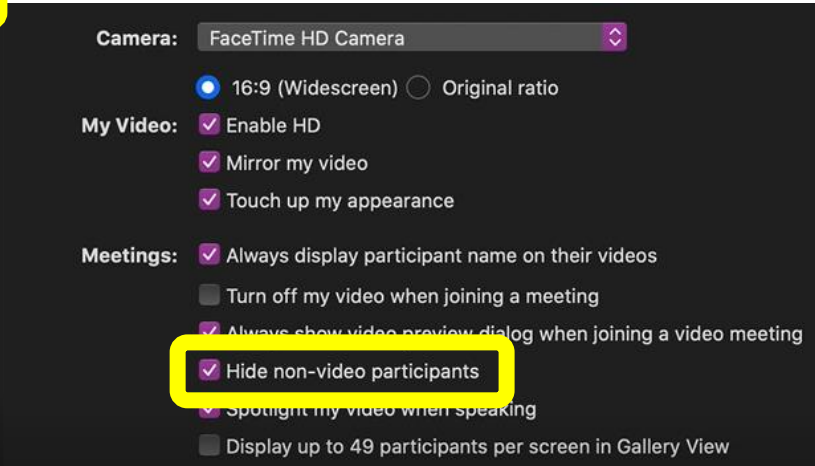 Camera: FaceTime HD Camera
16:9 (Widescreen) Original ratio
My Video: Enable HD
Mirror my video
Touch up my appearance
Meetings: Always display participant name on their videos
Turn off my video when joining a meeting
Always show video preview dialog when joining a video meeting
Hide non-video participants
Spotlight my video when speaking
Display up to 49 participants per screen in Gallery View